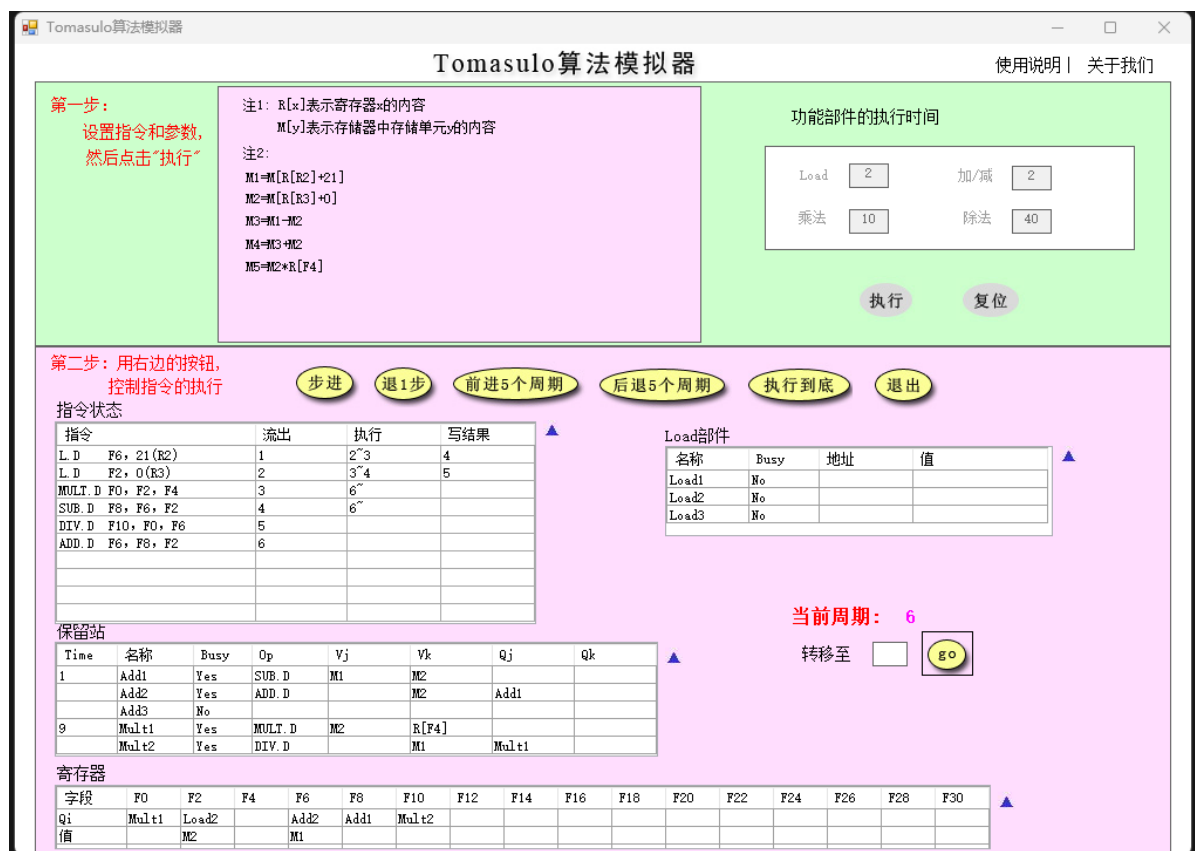 Tomasulo算法模拟器
Tomasulo算法模拟器
使用说明 | 关于我们
第一步:
设置指令和参数,
然后点击"执行"
注1: R[x]表示寄存器x的内容
M[y]表示存储器中存储单元y的内容
注2:
M1=M[R[R2]+21]
M2=M[R[R3]+0]
M3=M1-M2
M4=M3+M2
M5=M2*R[F4]
功能部件的执行时间
Load 2 加/减 2
乘法 10 除法 40
执行 复位
第二步: 用右边的按钮,
控制指令的执行
步进 退1步 前进5个周期 后退5个周期 执行到底 退出
指令状态
指令 流出 执行 写结果
L.D F6, 21(R2) 1 2~3 4
L.D F2, 0(R3) 2 3~4 5
MULT.D F0, F2, F4 3 6~
SUB.D F8, F6, F2 4 6~
DIV.D F10, F0, F6 5
ADD.D F6, F8, F2 6
Load部件
名称 Busy 地址 值
Load1 No
Load2 No
Load3 No
当前周期: 6
转移至 go
保留站
Time 名称 Busy Op Vj Vk Qj Qk
1 Add1 Yes SUB.D M1 M2
Add2 Yes ADD.D M2 Add1
Add3 No
9 Mult1 Yes MULT.D M2 R[F4]
Mult2 Yes DIV.D M1 Mult1
寄存器
字段 F0 F2 F4 F6 F8 F10 F12 F14 F16 F18 F20 F22 F24 F26 F28 F30
Qi Mult1 Load2 Add2 Add1 Mult2
值 M2 M1